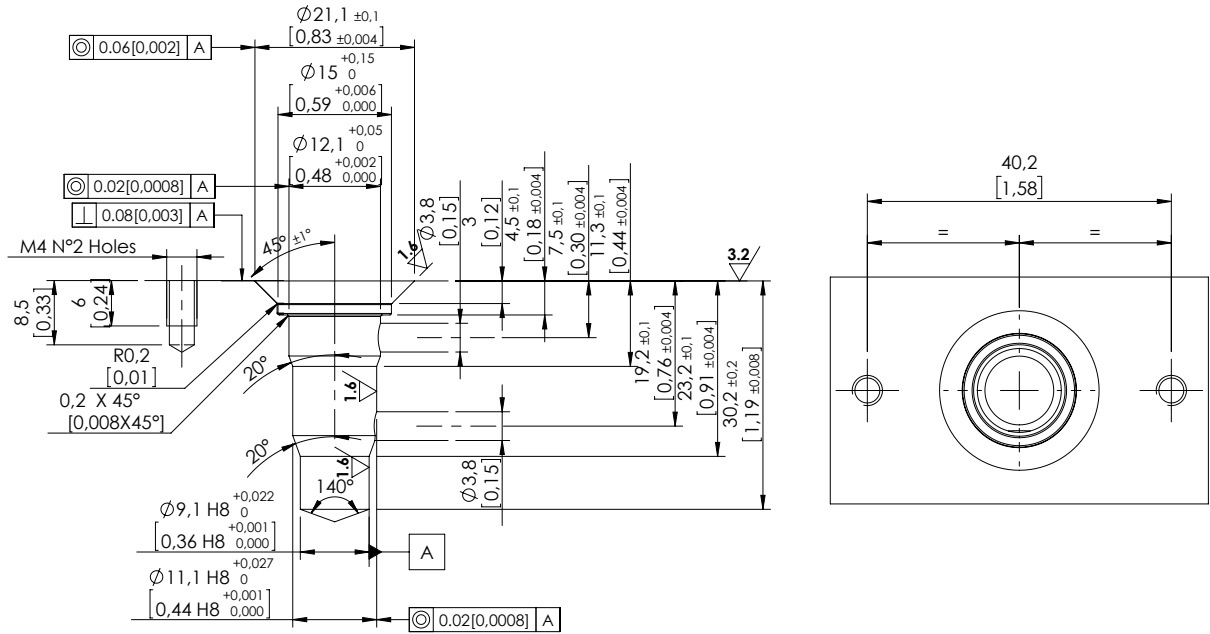 ⌀21,1 ±0,1
[0,83 ±0,004]
◎ 0.06[0,002] A
⌀15 +0,15 0
[0,59 +0,006 0,000]
⌀12,1 +0,05 0
[0,48 +0,002 0,000]
◎ 0.02[0,0008] A
⊥ 0.08[0,003] A
M4 N°2 Holes
45° ±1°
1.6
⌀3,8
[0,15]
3
[0,12]
4,5 ±0,1
[0,18 ±0,004]
7,5 ±0,1
[0,30 ±0,004]
11,3 ±0,1
[0,44 ±0,004]
3.2
8,5
[0,33]
6
[0,24]
R0,2
[0,01]
0,2 X 45°
[0,008X45°]
20°
1.6
19,2 ±0,1
[0,76 ±0,004]
23,2 ±0,1
[0,91 ±0,004]
30,2 ±0,2
[1,19 ±0,008]
20°
1.6
140°
⌀3,8
[0,15]
⌀9,1 H8 +0,022 0
[0,36 H8 +0,001 0,000]
A
⌀11,1 H8 +0,027 0
[0,44 H8 +0,001 0,000]
◎ 0.02[0,0008] A
40,2
[1,58]
= =